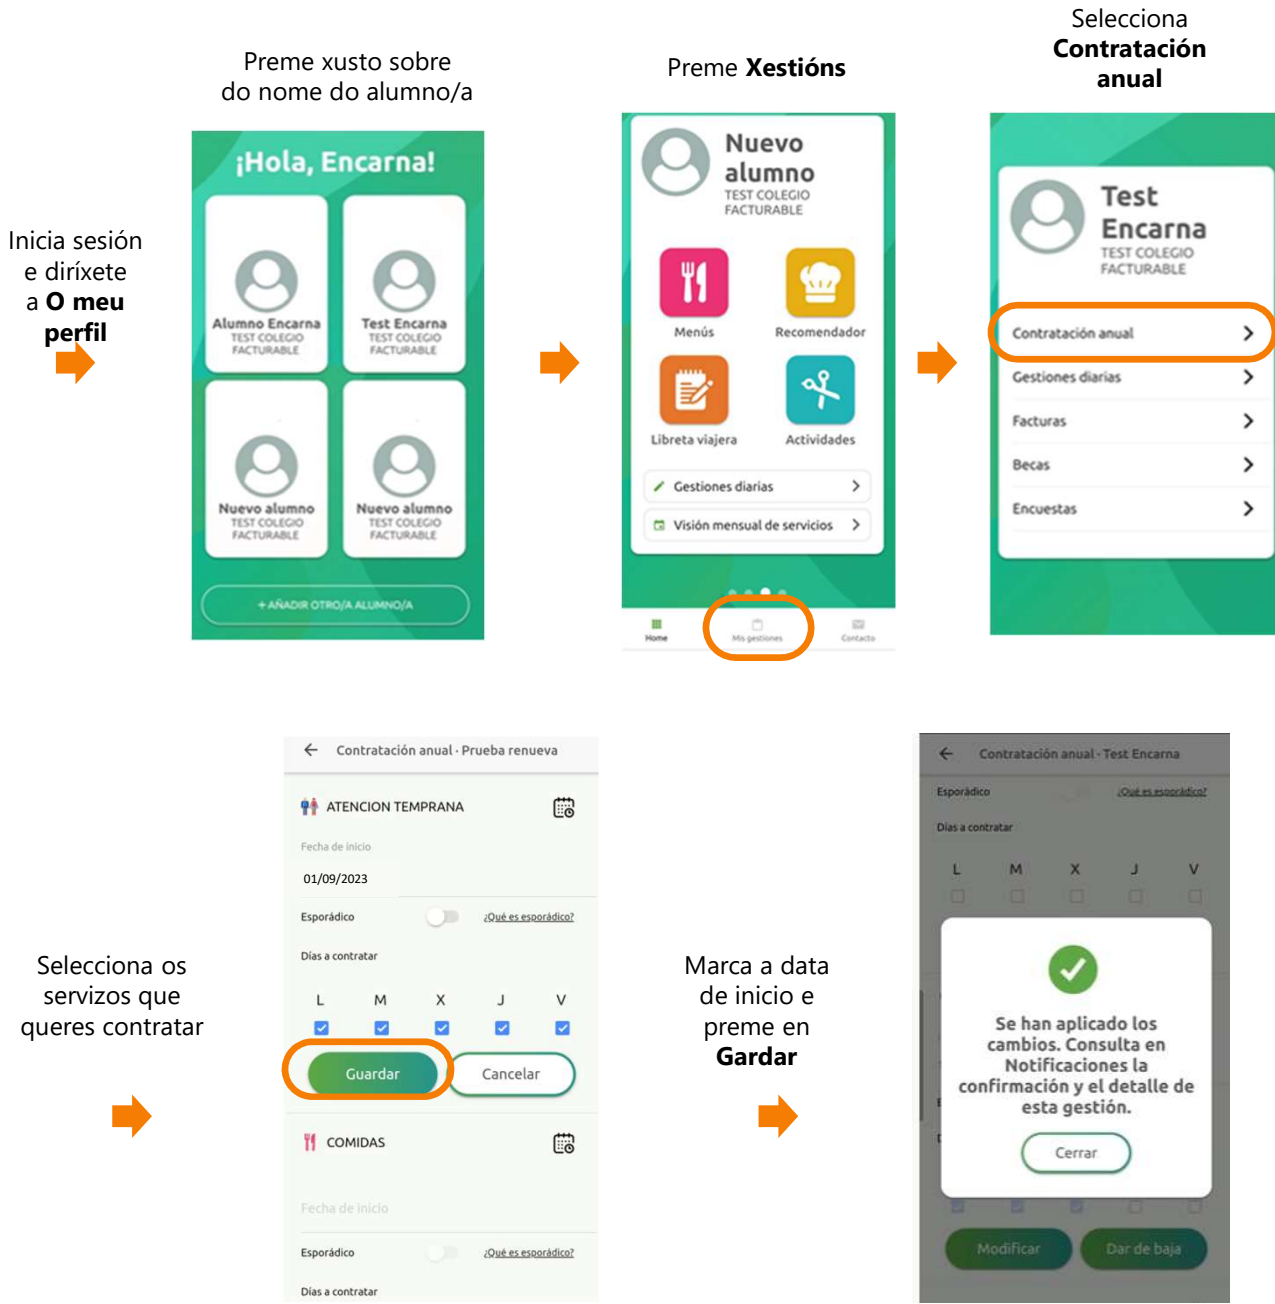 Inicia sesión
e diríxete
a O meu
perfil
Preme xusto sobre
do nome do alumno/a
¡Hola, Encarna!
Alumno Encarna
TEST COLEGIO
FACTURABLE
Test Encarna
TEST COLEGIO
FACTURABLE
Nuevo alumno
TEST COLEGIO
FACTURABLE
Nuevo alumno
TEST COLEGIO
FACTURABLE
+ AÑADIR OTRO/A ALUMNO/A
Preme Xestións
Nuevo
alumno
TEST COLEGIO
FACTURABLE
Menús
Recomendador
Libreta viajera
Actividades
Gestiones diarias
Visión mensual de servicios
Home
Mis gestiones
Contacto
Selecciona
Contratación
anual
Test
Encarna
TEST COLEGIO
FACTURABLE
Contratación anual
Gestiones diarias
Facturas
Becas
Encuestas
Selecciona os
servizos que
queres contratar
Contratación anual · Prueba renueva
ATENCION TEMPRANA
Fecha de inicio
01/09/2023
Esporádico
¿Qué es esporádico?
Días a contratar
L M X J V
Guardar
Cancelar
COMIDAS
Fecha de inicio
Esporádico
¿Qué es esporádico?
Días a contratar
Marca a data
de inicio e
preme en
Gardar
Contratación anual · Test Encarna
Esporádico
¿Qué es esporádico?
Días a contratar
L M X J V
Se han aplicado los
cambios. Consulta en
Notificaciones la
confirmación y el detalle de
esta gestión.
Cerrar
Modificar
Dar de baja